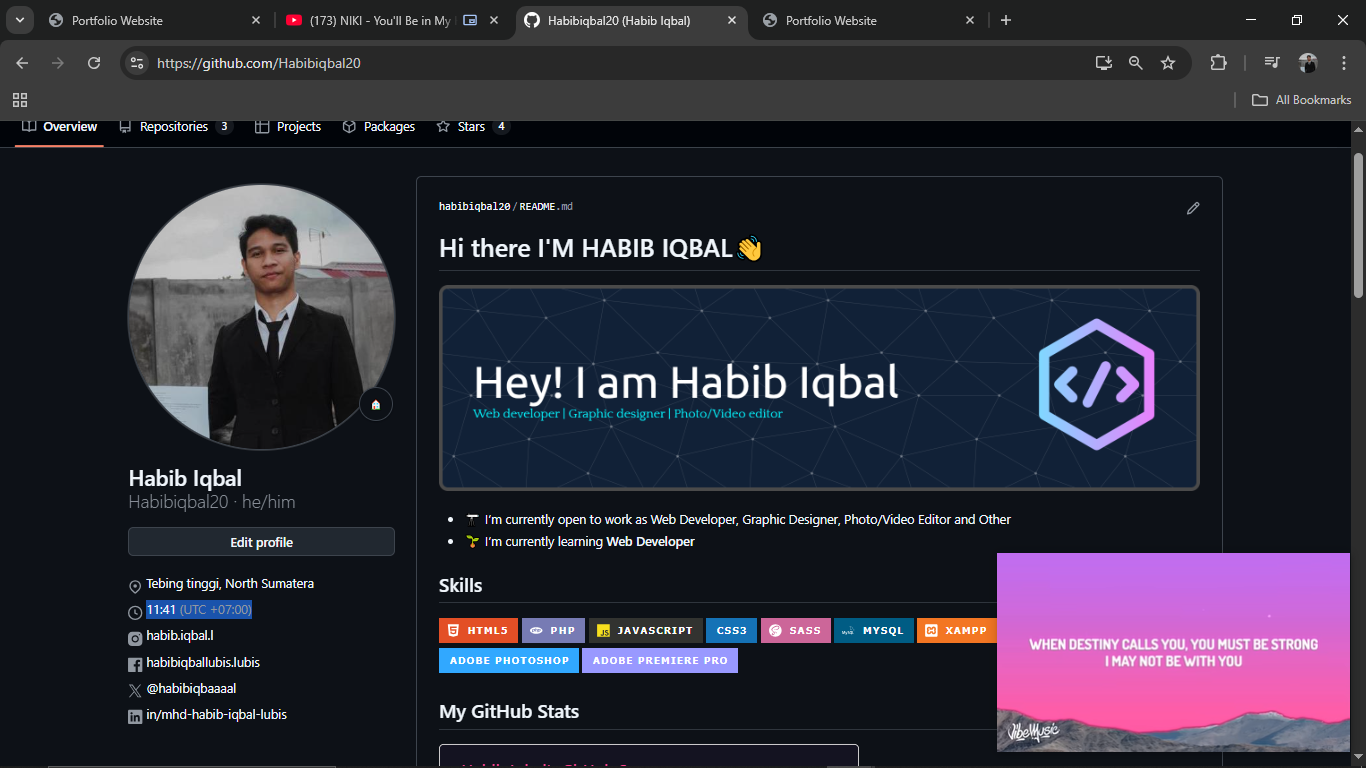 Portfolio Website
(173) NIKI - You'll Be in My
Habibiqbal20 (Habib Iqbal)
Portfolio Website
https://github.com/Habibiqbal20
All Bookmarks
Overview
Repositories 3
Projects
Packages
Stars 4
habibiqbal20/README.md
Hi there I'M HABIB IQBAL👋
Hey! I am Habib Iqbal
Web developer | Graphic designer | Photo/Video editor
Habib Iqbal
Habibiqbal20 · he/him
Edit profile
Tebing tinggi, North Sumatera
11:41 (UTC +07:00)
habib.iqbal.l
habibiqballubis.lubis
@habibiqbaaaal
in/mhd-habib-iqbal-lubis
I'm currently open to work as Web Developer, Graphic Designer, Photo/Video Editor and Other
I'm currently learning Web Developer
Skills
HTML5 PHP JAVASCRIPT CSS3 SASS MYSQL XAMPP
ADOBE PHOTOSHOP ADOBE PREMIERE PRO
My GitHub Stats
WHEN DESTINY CALLS YOU, YOU MUST BE STRONG
I MAY NOT BE WITH YOU
VibeMusic